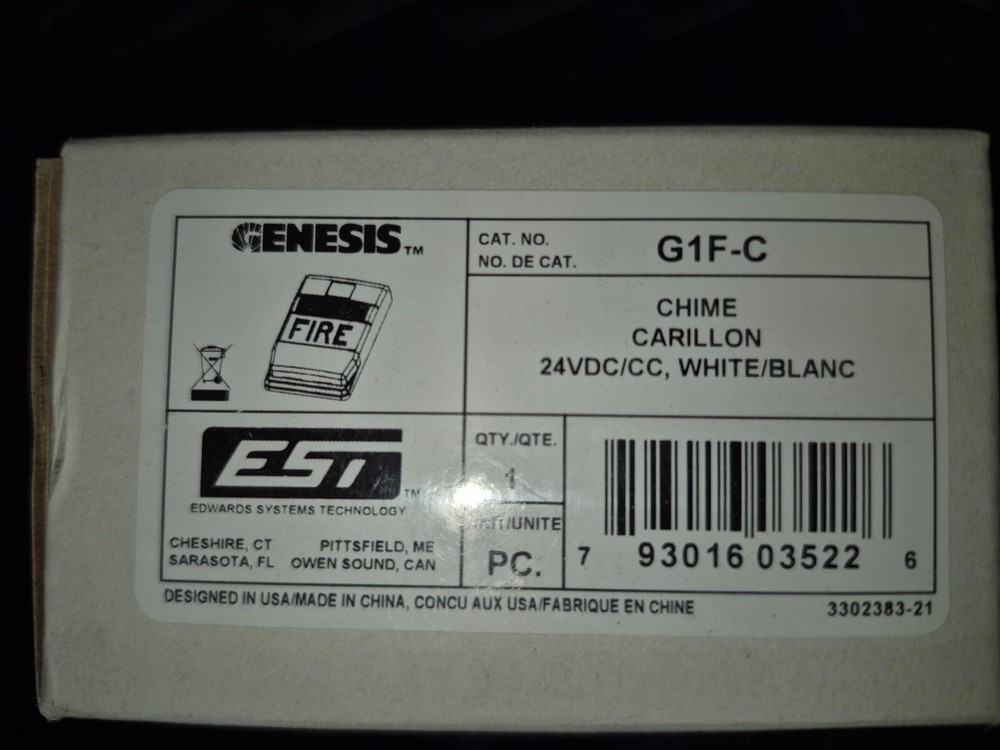 GENESIS™
FIRE
CAT. NO.
NO. DE CAT.
G1F-C
CHIME
CARILLON
24VDC/CC, WHITE/BLANC
EST™
EDWARDS SYSTEMS TECHNOLOGY
CHESHIRE, CT PITTSFIELD, ME
SARASOTA, FL OWEN SOUND, CAN
QTY./QTE.
1
UNIT/UNITE
PC.
7 93016 03522 6
DESIGNED IN USA/MADE IN CHINA, CONCU AUX USA/FABRIQUE EN CHINE
3302383-21